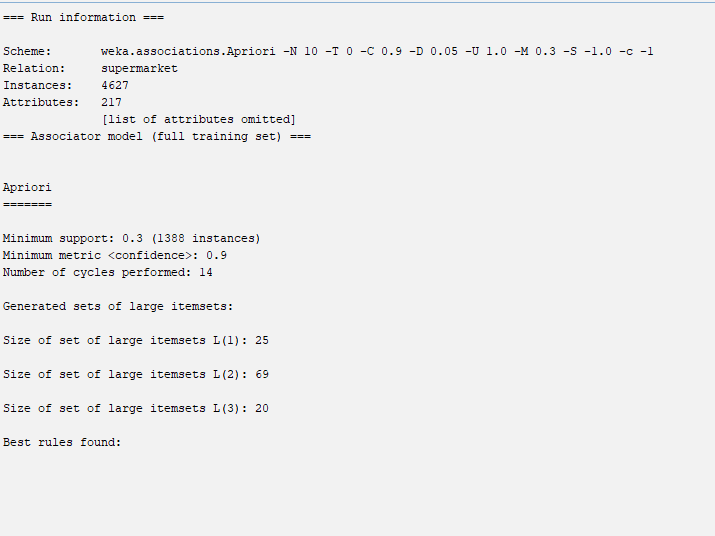 === Run information ===
Scheme:       weka.associations.Apriori -N 10 -T 0 -C 0.9 -D 0.05 -U 1.0 -M 0.3 -S -1.0 -c -1
Relation:     supermarket
Instances:    4627
Attributes:   217
[list of attributes omitted]
=== Associator model (full training set) ===
Apriori
=======
Minimum support: 0.3 (1388 instances)
Minimum metric <confidence>: 0.9
Number of cycles performed: 14
Generated sets of large itemsets:
Size of set of large itemsets L(1): 25
Size of set of large itemsets L(2): 69
Size of set of large itemsets L(3): 20
Best rules found: